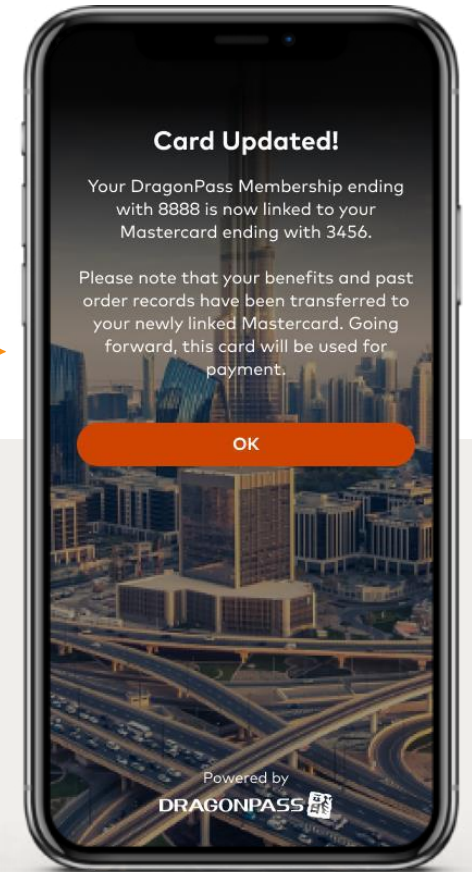 Card Updated!
Your DragonPass Membership ending
with 8888 is now linked to your
Mastercard ending with 3456.
Please note that your benefits and past
order records have been transferred to
your newly linked Mastercard. Going
forward, this card will be used for
payment.
OK
Powered by
DRAGONPASS